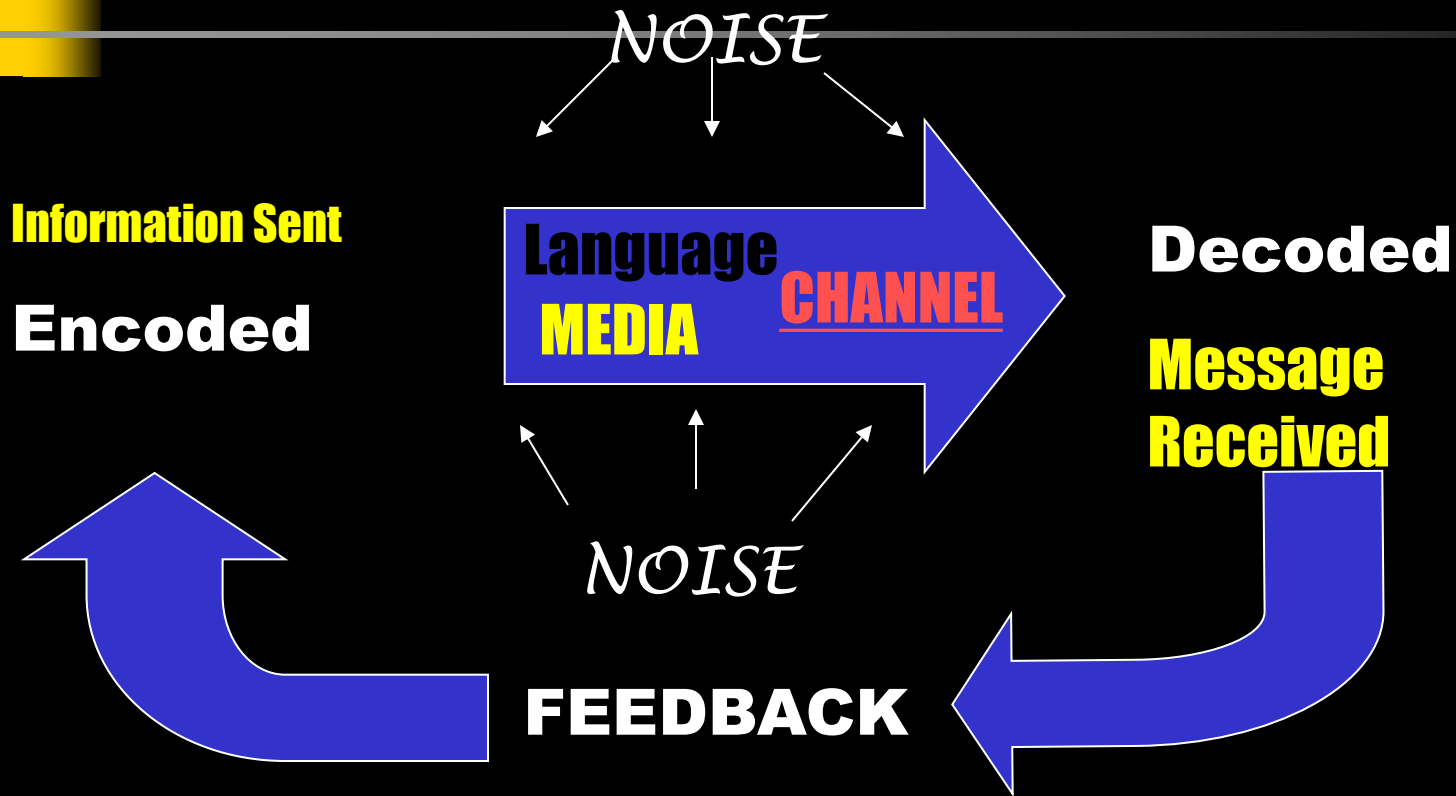 NOISE
Information Sent
Encoded
Language
MEDIA
CHANNEL
Decoded
Message
Received
NOISE
FEEDBACK